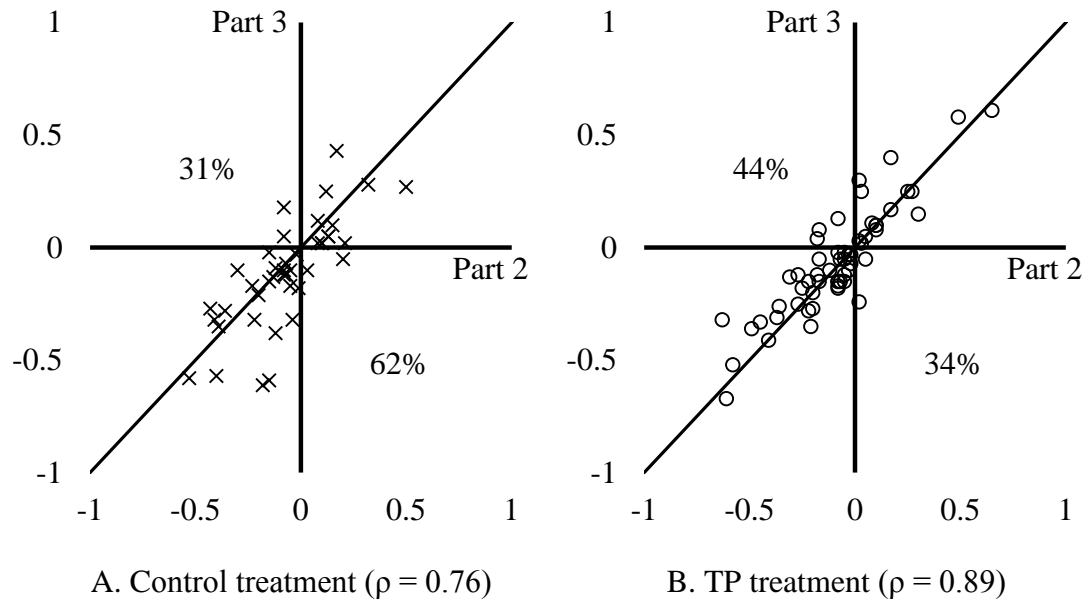 1 Part 3
0.5
31%
0
Part 2
-0.5
62%
-1
-1 -0.5 0 0.5 1
A. Control treatment (ρ = 0.76)
1 Part 3
0.5
44%
0
Part 2
-0.5
34%
-1
-1 -0.5 0 0.5 1
B. TP treatment (ρ = 0.89)